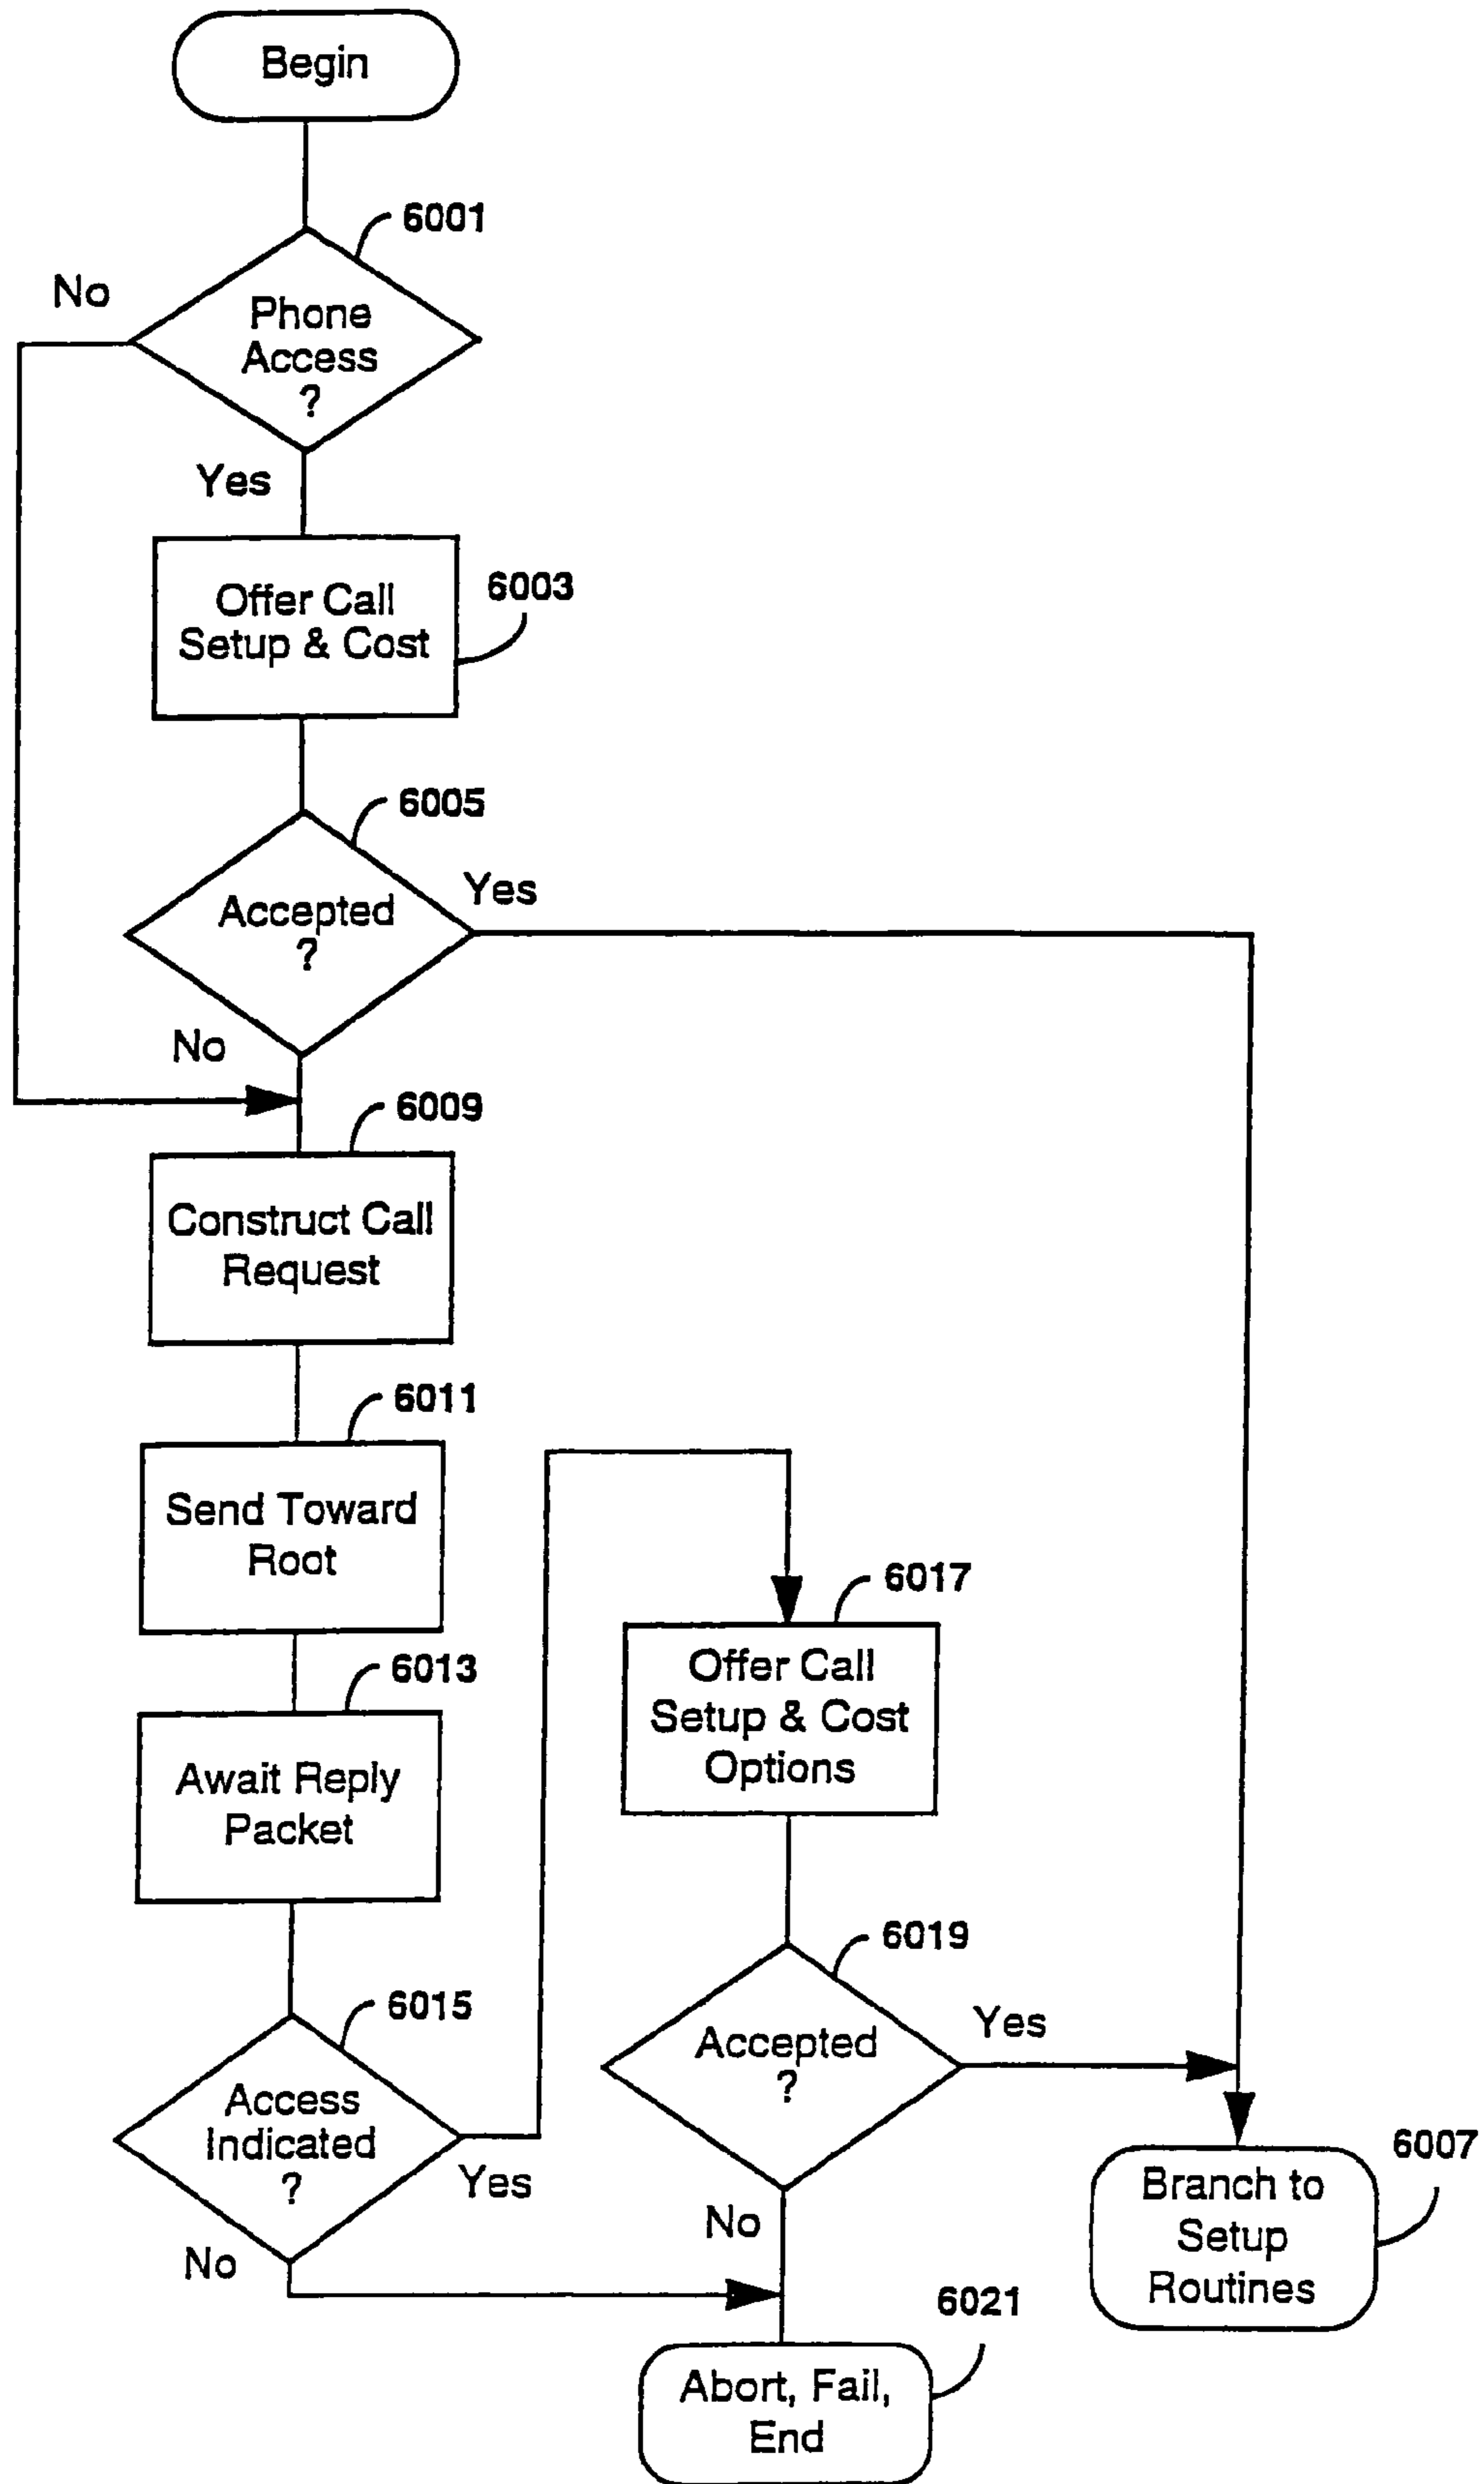 Begin
6001
No
Phone
Access
?
Yes
Offer Call
Setup & Cost
6003
6005
Accepted
?
Yes
No
6009
Construct Call
Request
6011
Send Toward
Root
6013
Await Reply
Packet
6015
Access
Indicated
?
Yes
No
6017
Offer Call
Setup & Cost
Options
6019
Accepted
?
Yes
No
6007
Branch to
Setup
Routines
6021
Abort, Fail,
End